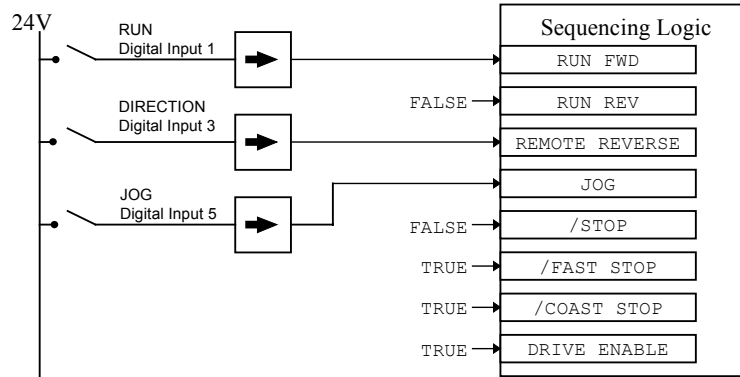 24V
Sequencing Logic
RUN
Digital Input 1
RUN FWD
FALSE
RUN REV
DIRECTION
Digital Input 3
REMOTE REVERSE
JOG
Digital Input 5
JOG
FALSE
/STOP
TRUE
/FAST STOP
TRUE
/COAST STOP
TRUE
DRIVE ENABLE